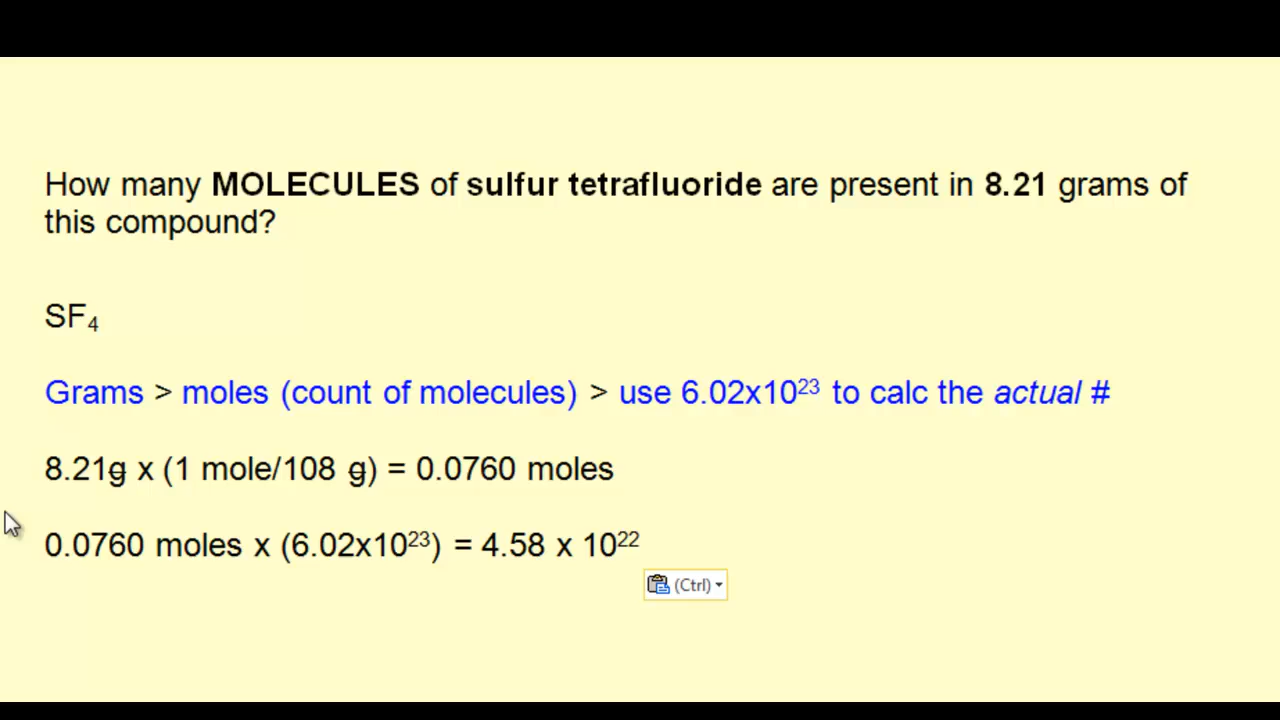 How many MOLECULES of sulfur tetrafluoride are present in 8.21 grams of
this compound?
SF₄
Grams > moles (count of molecules) > use 6.02x10²³ to calc the actual #
8.21g x (1 mole/108 g) = 0.0760 moles
0.0760 moles x (6.02x10²³) = 4.58 x 10²²
(Ctrl)